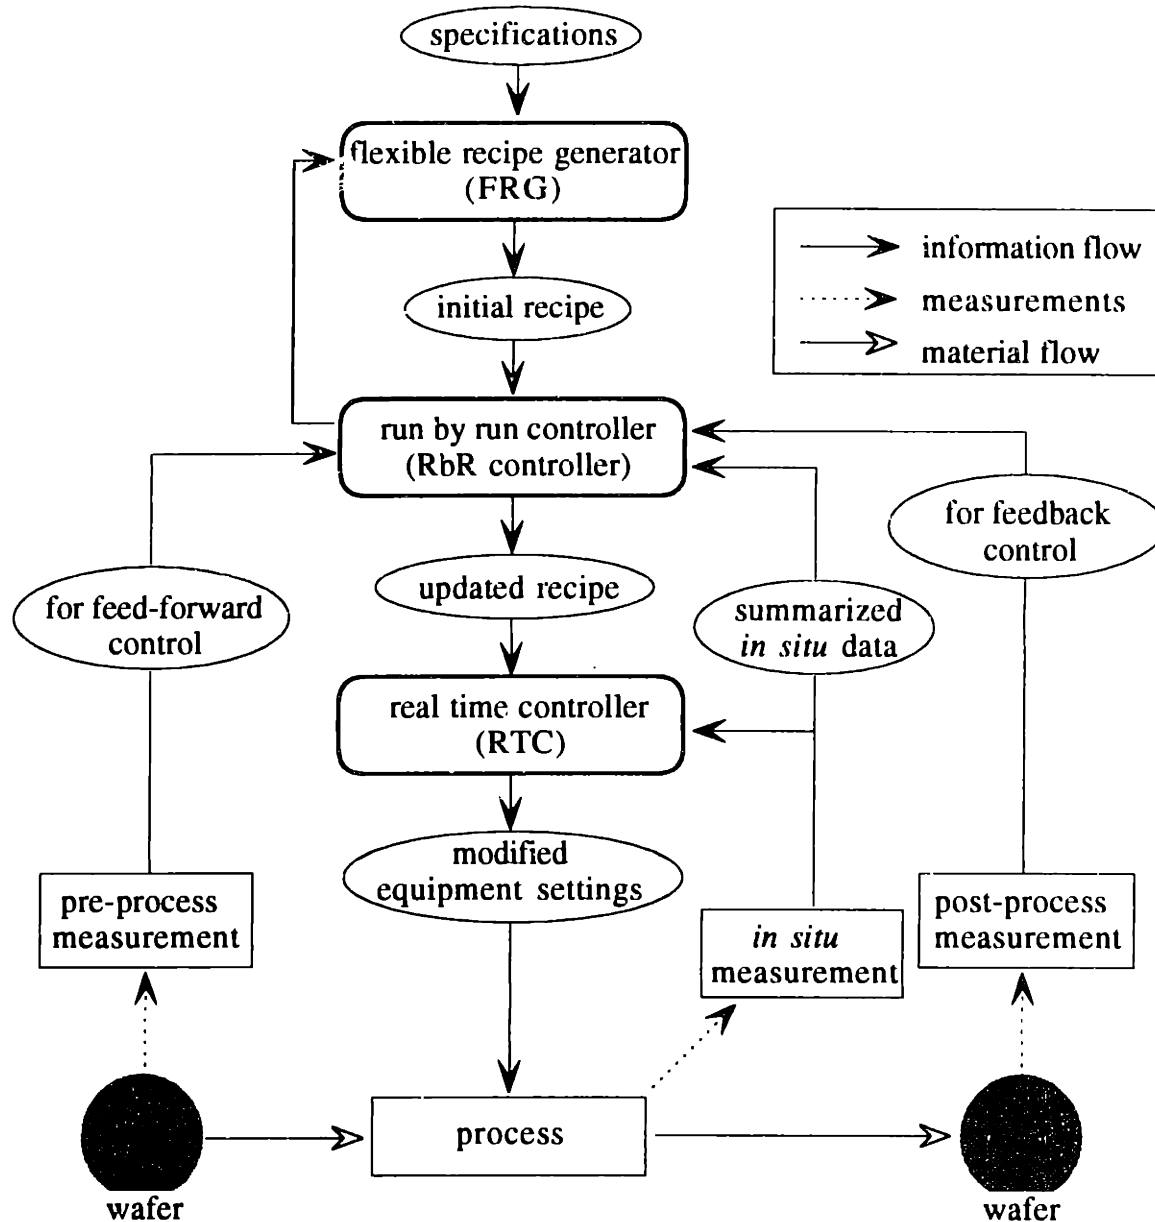 specifications
flexible recipe generator
(FRG)
information flow
measurements
material flow
initial recipe
run by run controller
(RbR controller)
for feedback
control
updated recipe
for feed-forward
control
summarized
in situ data
real time controller
(RTC)
modified
equipment settings
pre-process
measurement
in situ
measurement
post-process
measurement
process
wafer
wafer